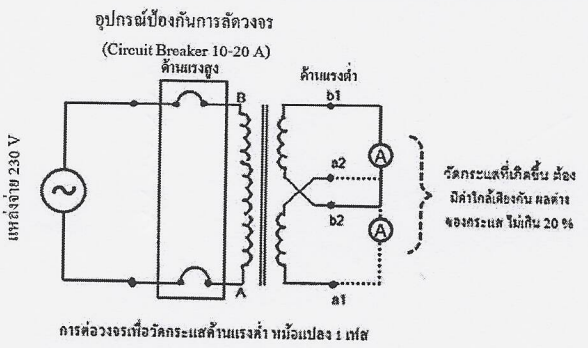 อุปกรณ์ป้องกันการลัดวงจร
(Circuit Breaker 10-20 A)
ด้านแรงสูง
ด้านแรงต่ำ
B
b1
A
แหล่งจ่าย 230 V
~
a2
b2
A
วัดกระแสที่เกิดขึ้น ต้อง
มีค่าใกล้เคียงกัน ผลต่าง
ของกระแส ไม่เกิน 20 %
A
a1
การต่อวงจรเพื่อวัดกระแสด้านแรงต่ำ หม้อแปลง 1 เฟส